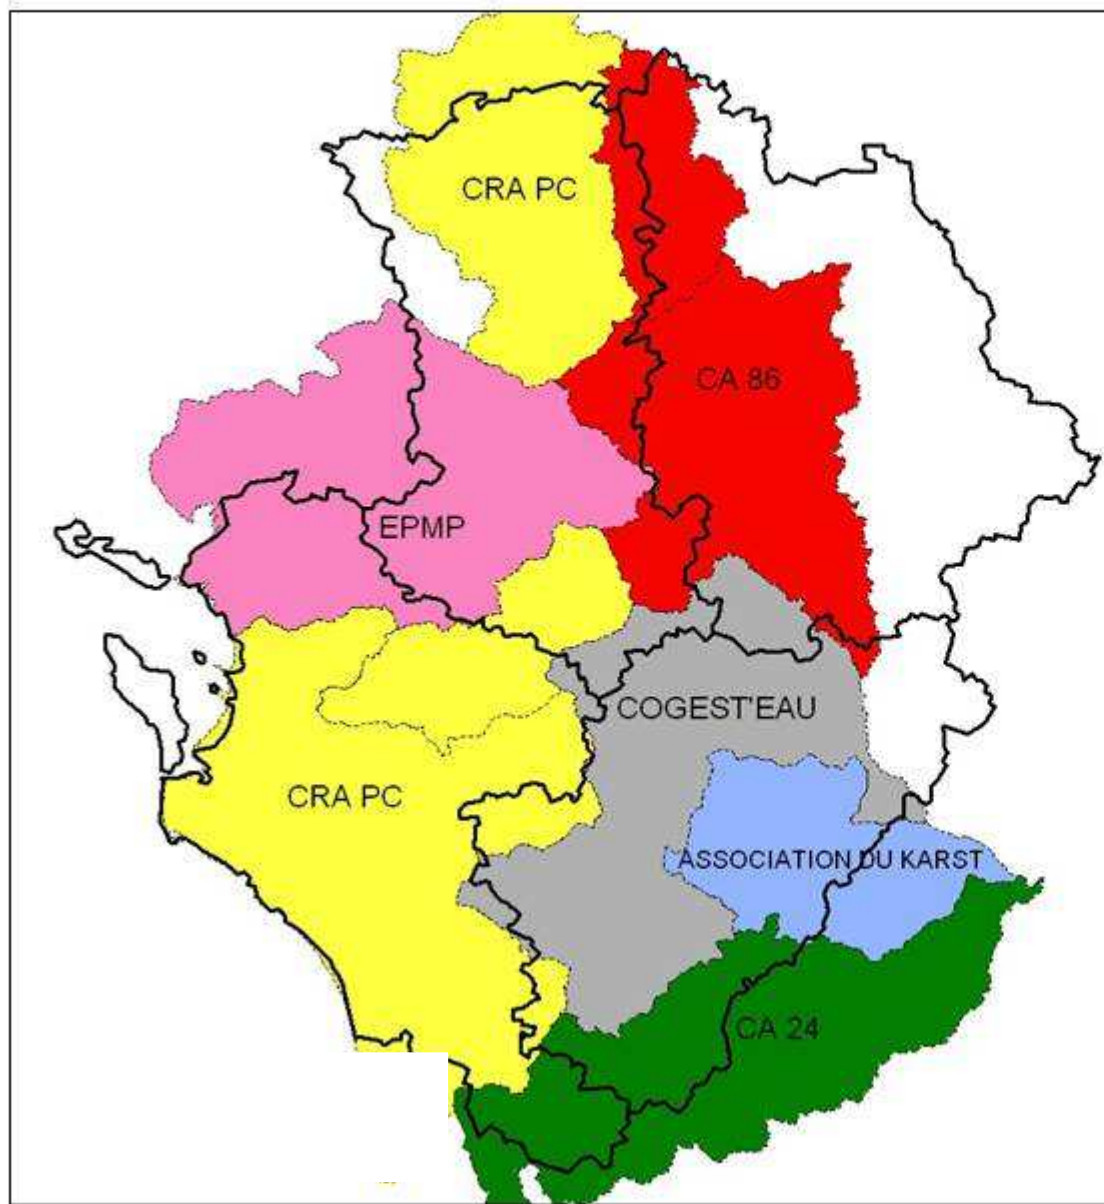 CRA PC
CA 86
EPMP
COGEST'EAU
CRA PC
ASSOCIATION DU KARST
CA 24